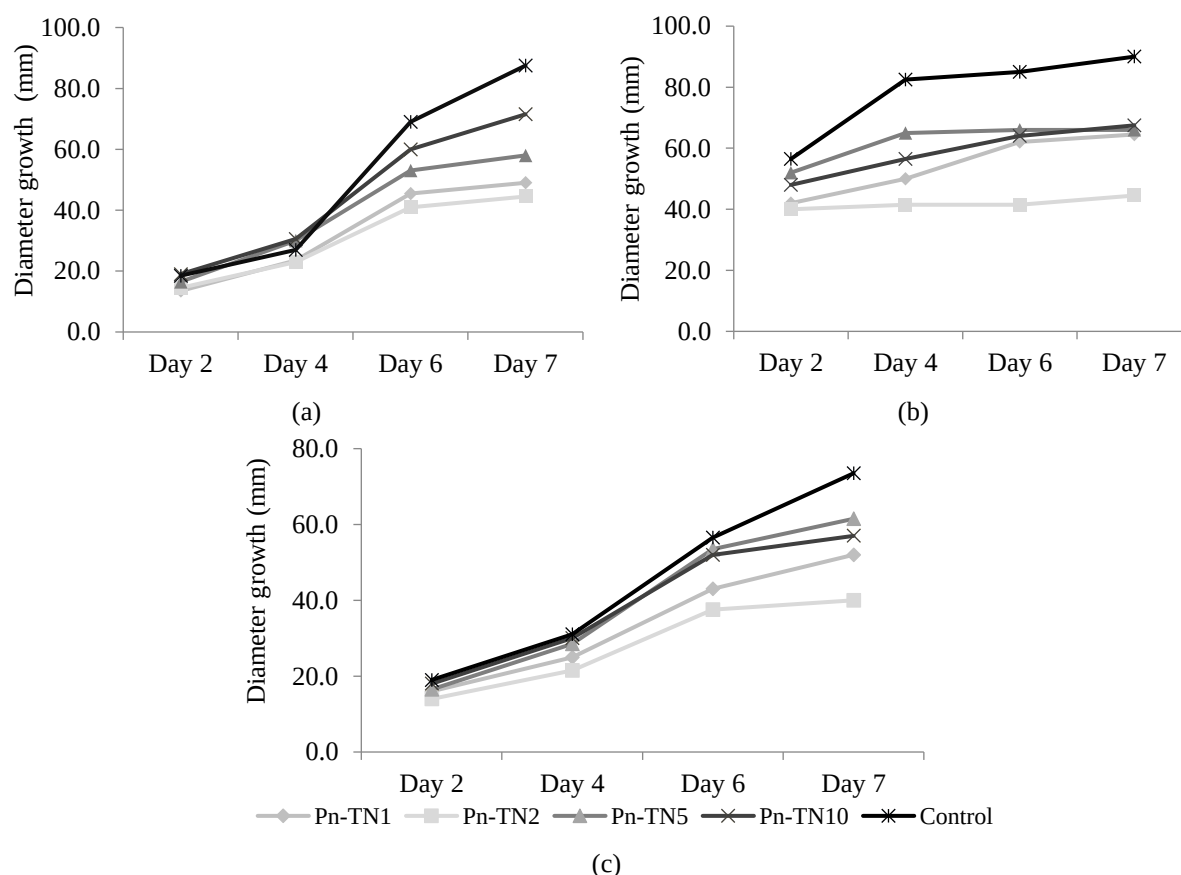 Diameter growth (mm)
100.0
80.0
60.0
40.0
20.0
0.0
Day 2 Day 4 Day 6 Day 7
(a)
Diameter growth (mm)
100.0
80.0
60.0
40.0
20.0
0.0
Day 2 Day 4 Day 6 Day 7
(b)
Diameter growth (mm)
80.0
60.0
40.0
20.0
0.0
Day 2 Day 4 Day 6 Day 7
Pn-TN1 Pn-TN2 Pn-TN5 Pn-TN10 Control
(c)